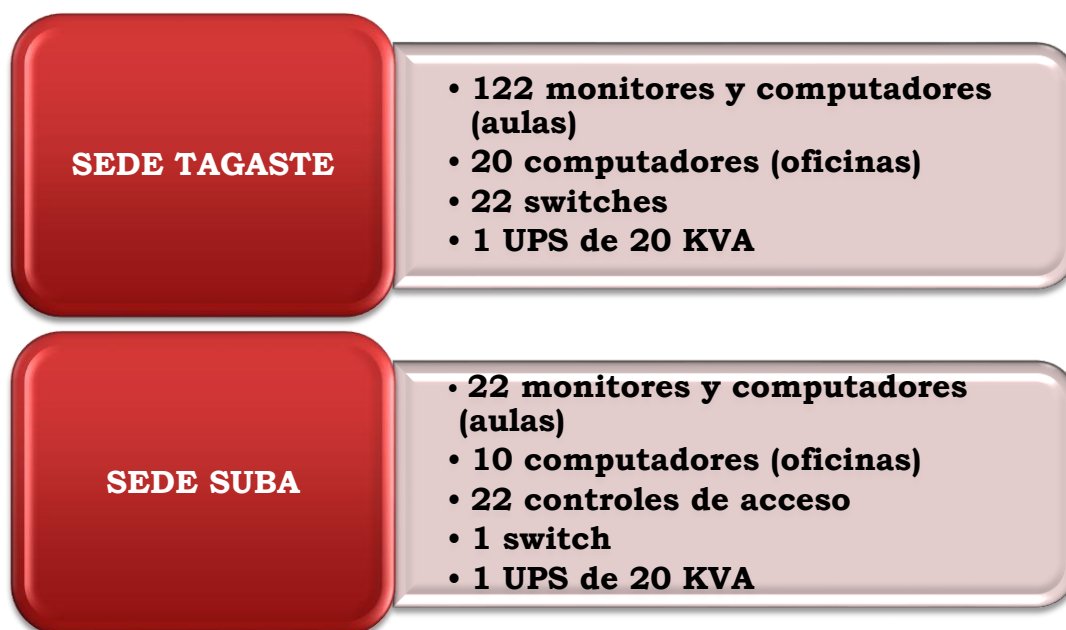 SEDE TAGASTE
• 122 monitores y computadores
(aulas)
• 20 computadores (oficinas)
• 22 switches
• 1 UPS de 20 KVA
SEDE SUBA
• 22 monitores y computadores
(aulas)
• 10 computadores (oficinas)
• 22 controles de acceso
• 1 switch
• 1 UPS de 20 KVA